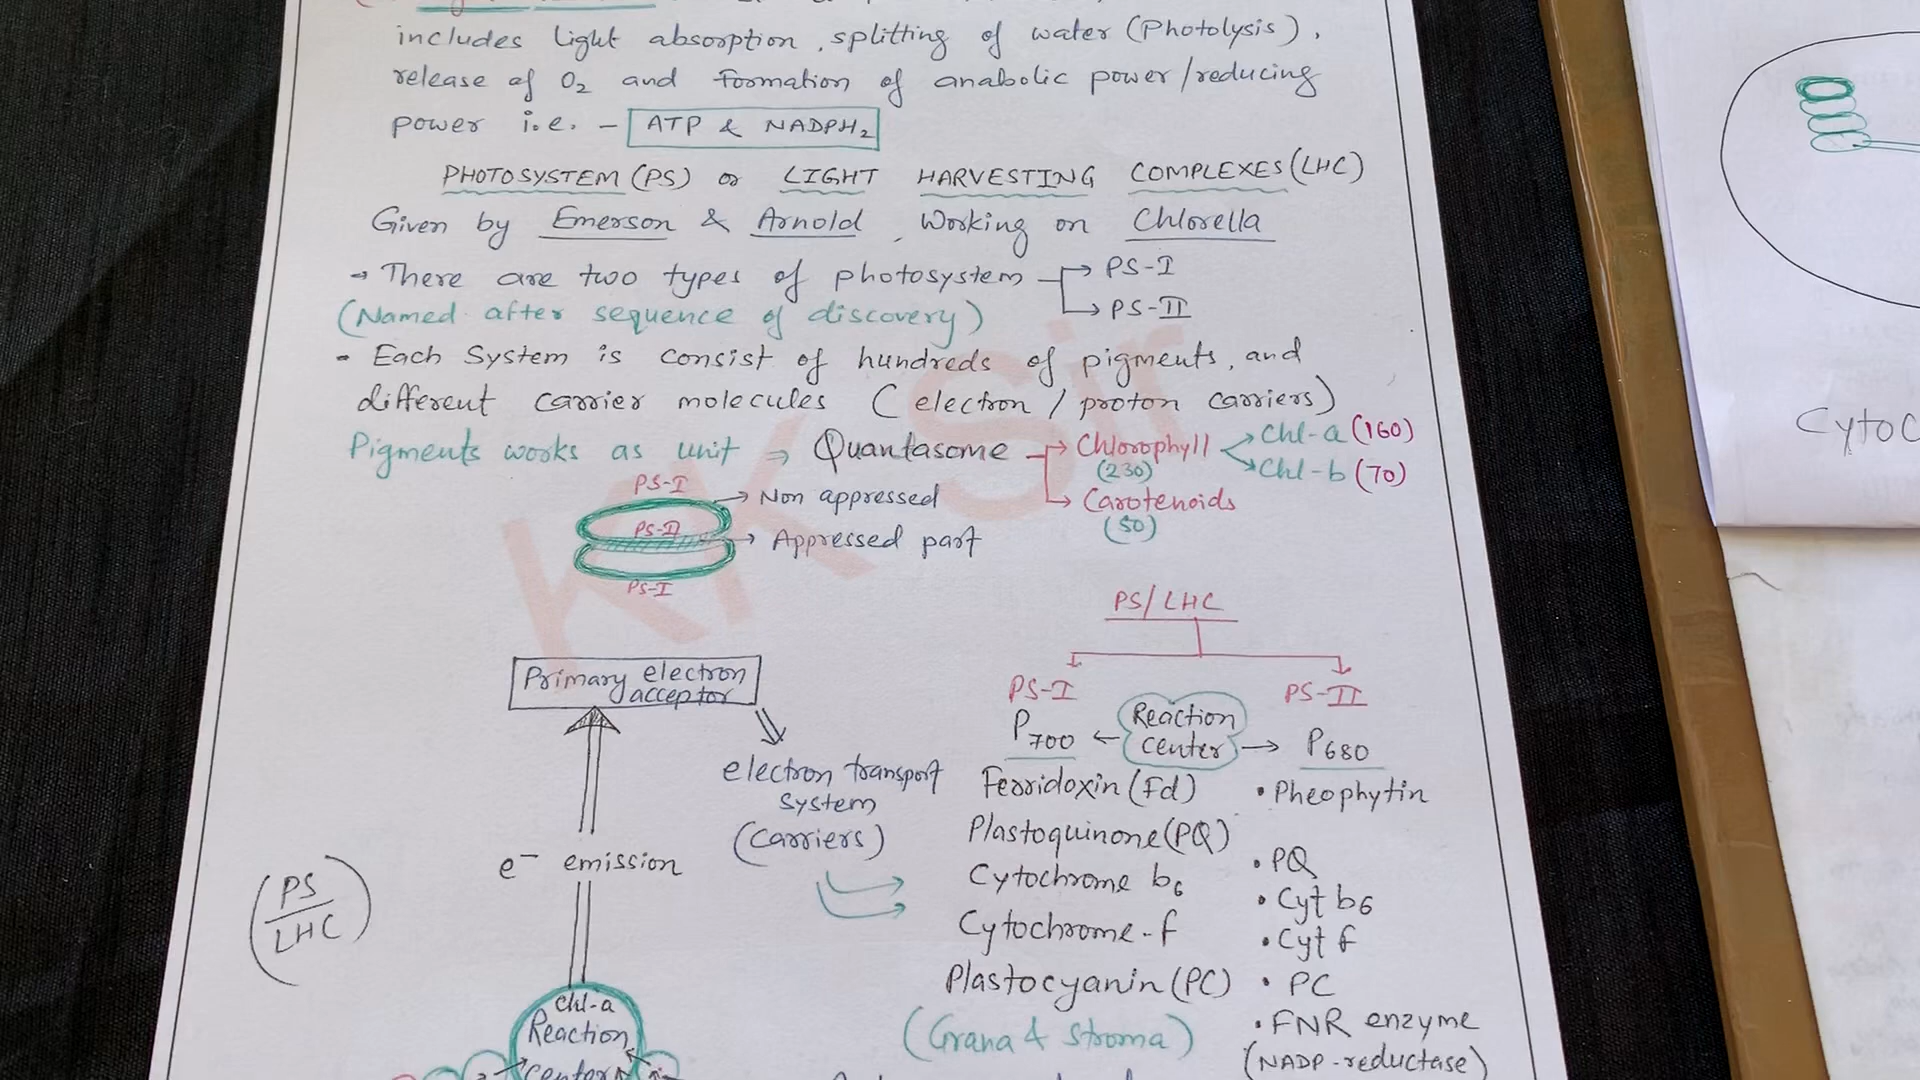 includes light absorption, splitting of water (Photolysis),
release of O₂ and formation of anabolic power/reducing
power i.e. - ATP & NADPH₂
PHOTOSYSTEM (PS) or LIGHT HARVESTING COMPLEXES (LHC)
Given by Emerson & Arnold, Working on Chlorella
→ There are two types of photosystem → PS-I
→ PS-II
(Named after sequence of discovery)
- Each System is consist of hundreds of pigments, and
different carrier molecules (electron / proton carriers)
Pigments works as unit ⇒ Quantasome → Chlorophyll → Chl-a (160)
(230) → Chl-b (70)
→ Carotenoids
(50)
PS-I
→ Non appressed
PS-II
→ Appressed part
PS-I
KK Sir
PS/LHC
PS-I PS-II
P700 ← Reaction center → P680
Primary electron
acceptor
electron transport
system
(Carriers)
e⁻ emission
(PS/LHC)
Chl-a
Reaction
center
Ferridoxin (Fd)
Plastoquinone (PQ)
Cytochrome b6
Cytochrome-f
Plastocyanin (PC)
(Grana & Stroma)
• Pheophytin
• PQ
• Cyt b6
• Cyt f
• PC
• FNR enzyme
(NADP-reductase)
Cytoc